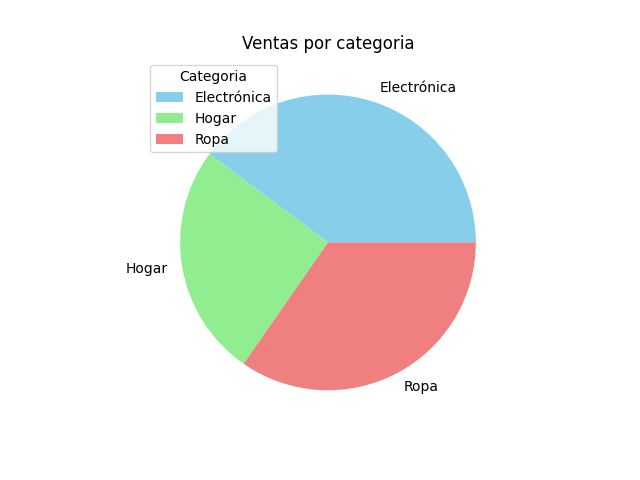 Ventas por categoria
Categoria
Electrónica
Hogar
Ropa
Electrónica
Hogar
Ropa